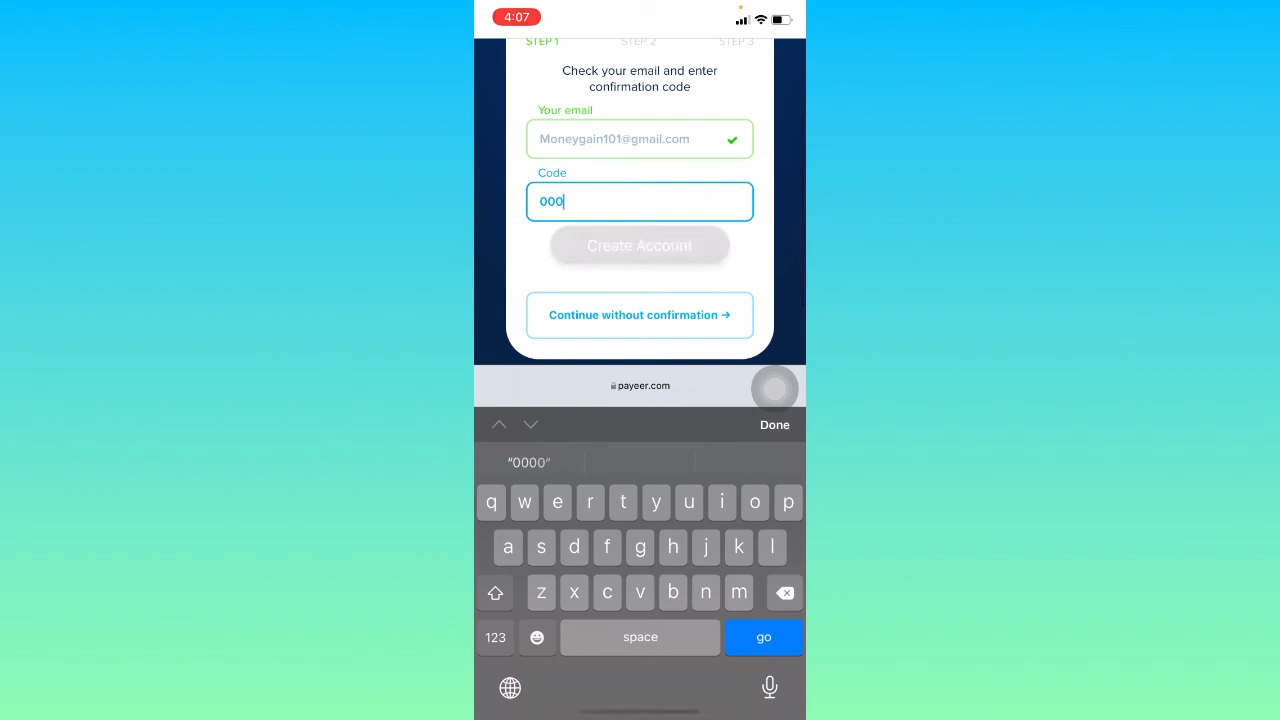 4:07
STEP 1 STEP 2 STEP 3
Check your email and enter
confirmation code
Your email
Moneygain101@gmail.com
Code
000
Create Account
Continue without confirmation →
payeer.com
Done
"0000"
q w e r t y u i o p
a s d f g h j k l
z x c v b n m
123 space go